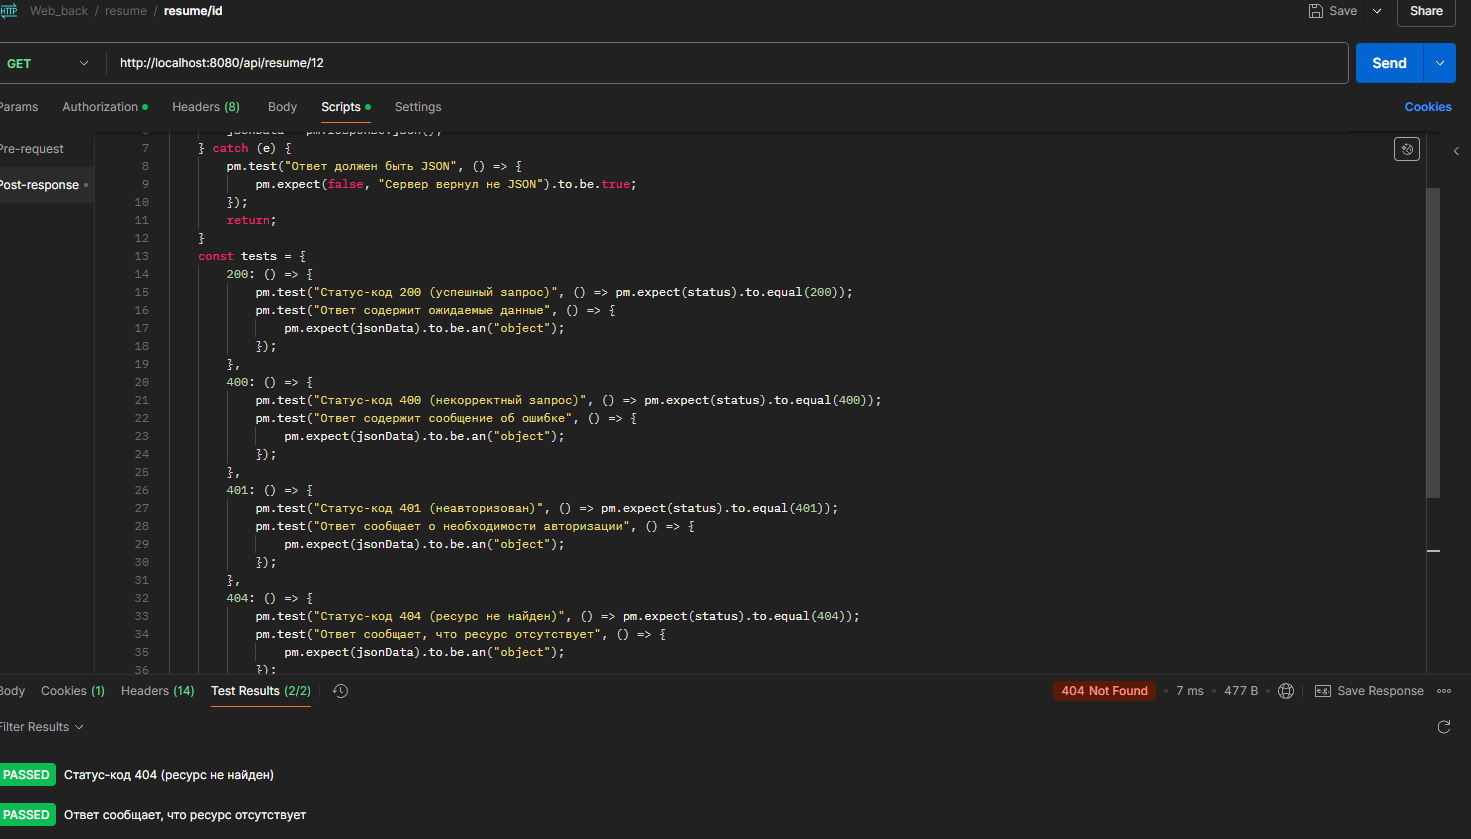 HTTP Web_back / resume / resume/id Save Share
GET http://localhost:8080/api/resume/12 Send
Params Authorization Headers (8) Body Scripts Settings Cookies
Pre-request
Post-response
6 jsonData = pm.response.json();
7 } catch (e) {
8 pm.test("Ответ должен быть JSON", () => {
9 pm.expect(false, "Сервер вернул не JSON").to.be.true;
10 });
11 return;
12 }
13 const tests = {
14 200: () => {
15 pm.test("Статус-код 200 (успешный запрос)", () => pm.expect(status).to.equal(200));
16 pm.test("Ответ содержит ожидаемые данные", () => {
17 pm.expect(jsonData).to.be.an("object");
18 });
19 },
20 400: () => {
21 pm.test("Статус-код 400 (некорректный запрос)", () => pm.expect(status).to.equal(400));
22 pm.test("Ответ содержит сообщение об ошибке", () => {
23 pm.expect(jsonData).to.be.an("object");
24 });
25 },
26 401: () => {
27 pm.test("Статус-код 401 (неавторизован)", () => pm.expect(status).to.equal(401));
28 pm.test("Ответ сообщает о необходимости авторизации", () => {
29 pm.expect(jsonData).to.be.an("object");
30 });
31 },
32 404: () => {
33 pm.test("Статус-код 404 (ресурс не найден)", () => pm.expect(status).to.equal(404));
34 pm.test("Ответ сообщает, что ресурс отсутствует", () => {
35 pm.expect(jsonData).to.be.an("object");
36 });
Body Cookies (1) Headers (14) Test Results (2/2) 404 Not Found 7 ms 477 B e.g. Save Response
Filter Results
PASSED Статус-код 404 (ресурс не найден)
PASSED Ответ сообщает, что ресурс отсутствует